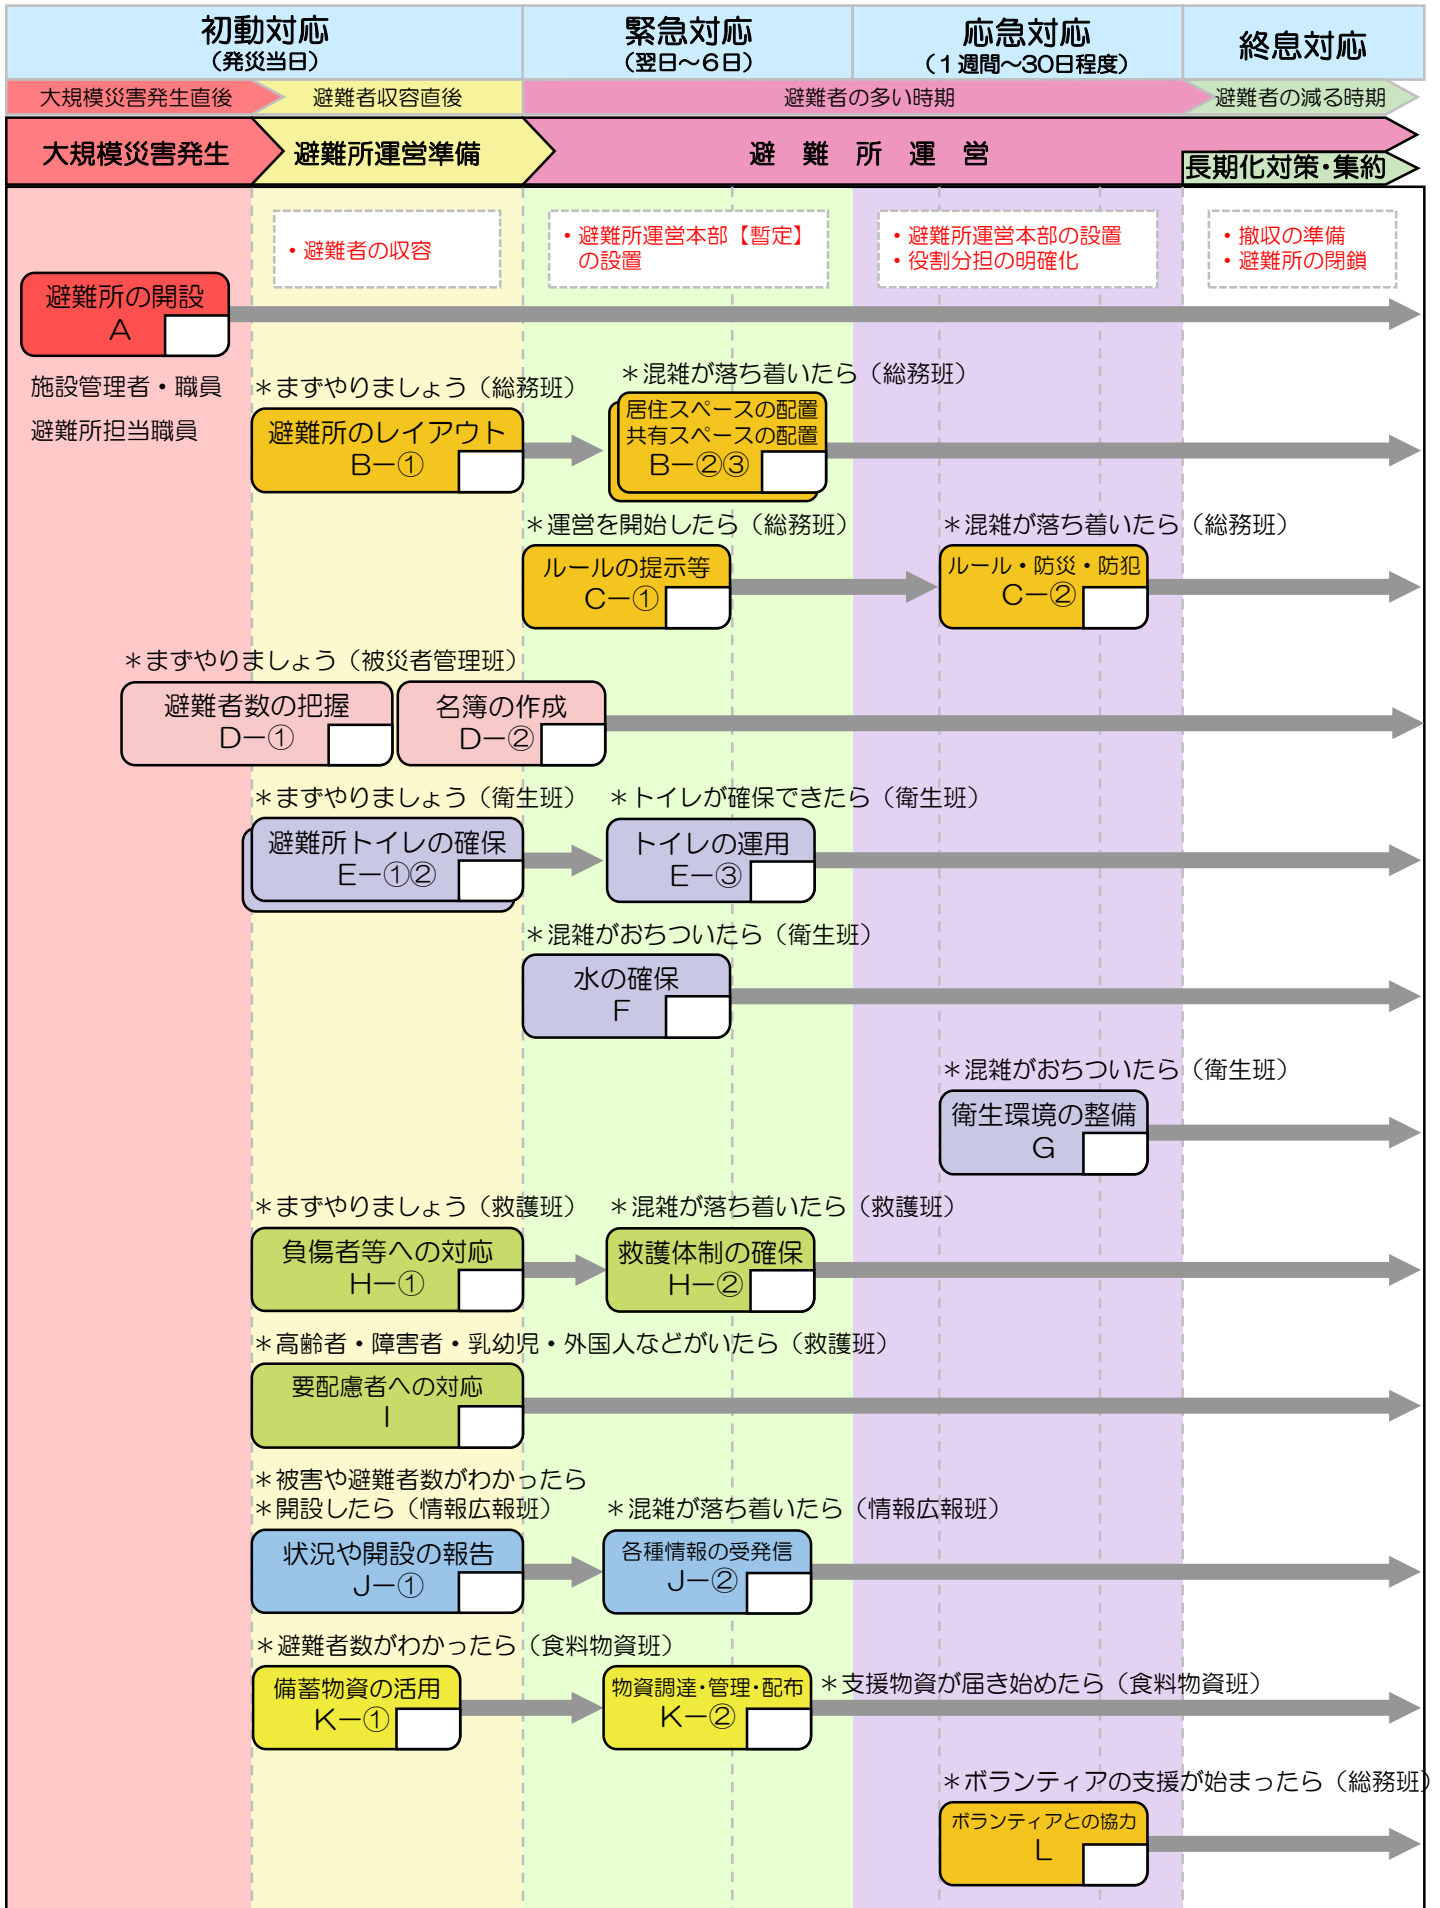 初動対応
（発災当日）
緊急対応
（翌日～6日）
応急対応
（１週間～30日程度）
終息対応
大規模災害発生直後
避難者収容直後
避難者の多い時期
避難者の減る時期
大規模災害発生
避難所運営準備
避難所運営
長期化対策・集約
・避難者の収容
・避難所運営本部【暫定】
の設置
・避難所運営本部の設置
・役割分担の明確化
・撤収の準備
・避難所の閉鎖
避難所の開設
A
施設管理者・職員
避難所担当職員
＊まずやりましょう（総務班）
避難所のレイアウト
B－①
＊混雑が落ち着いたら（総務班）
居住スペースの配置
共有スペースの配置
B－②③
＊運営を開始したら（総務班）
ルールの提示等
C－①
＊混雑が落ち着いたら（総務班）
ルール・防災・防犯
C－②
＊まずやりましょう（被災者管理班）
避難者数の把握
D－①
名簿の作成
D－②
＊まずやりましょう（衛生班）
避難所トイレの確保
E－①②
＊トイレが確保できたら（衛生班）
トイレの運用
E－③
＊混雑がおちついたら（衛生班）
水の確保
F
＊混雑がおちついたら（衛生班）
衛生環境の整備
G
＊まずやりましょう（救護班）
負傷者等への対応
H－①
＊混雑が落ち着いたら（救護班）
救護体制の確保
H－②
＊高齢者・障害者・乳幼児・外国人などがいたら（救護班）
要配慮者への対応
I
＊被害や避難者数がわかったら
＊開設したら（情報広報班）
状況や開設の報告
J－①
＊混雑が落ち着いたら（情報広報班）
各種情報の受発信
J－②
＊避難者数がわかったら（食料物資班）
備蓄物資の活用
K－①
物資調達・管理・配布
K－②
＊支援物資が届き始めたら（食料物資班）
＊ボランティアの支援が始まったら（総務班）
ボランティアとの協力
L